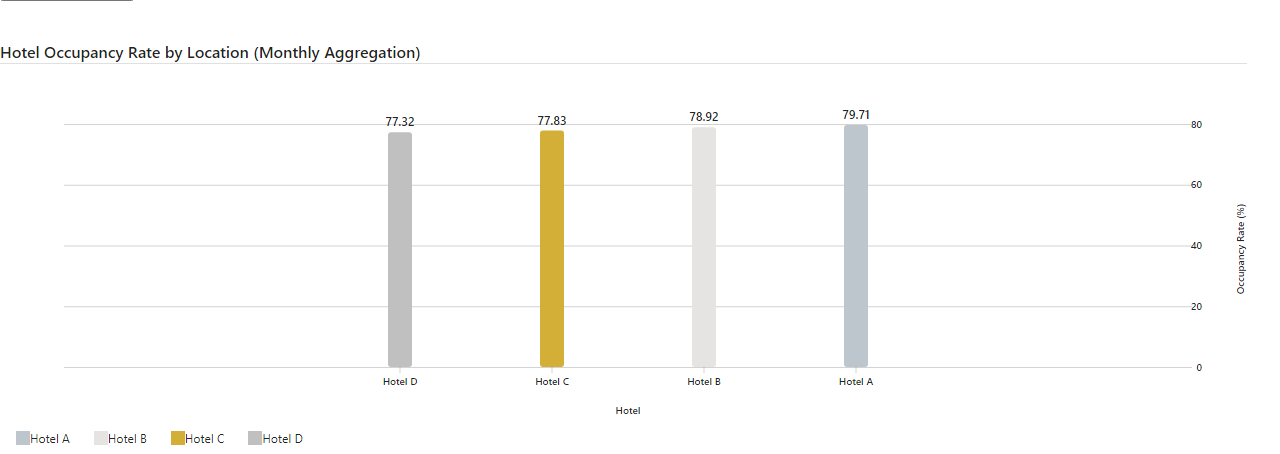 Hotel Occupancy Rate by Location (Monthly Aggregation)
77.32
77.83
78.92
79.71
80
60
40
20
0
Occupancy Rate (%)
Hotel D
Hotel C
Hotel B
Hotel A
Hotel
Hotel A
Hotel B
Hotel C
Hotel D